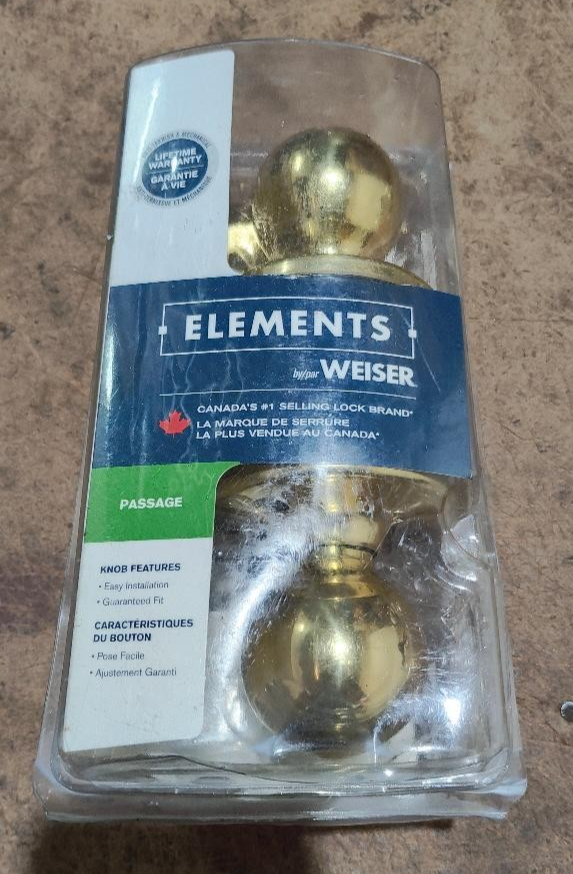 LIFETIME
WARRANTY
GARANTIE
À VIE
ELEMENTS
by/par WEISER
CANADA'S #1 SELLING LOCK BRAND*
LA MARQUE DE SERRURE
LA PLUS VENDUE AU CANADA*
PASSAGE
KNOB FEATURES
• Easy Installation
• Guaranteed Fit
CARACTÉRISTIQUES
DU BOUTON
• Pose Facile
• Ajustement Garanti